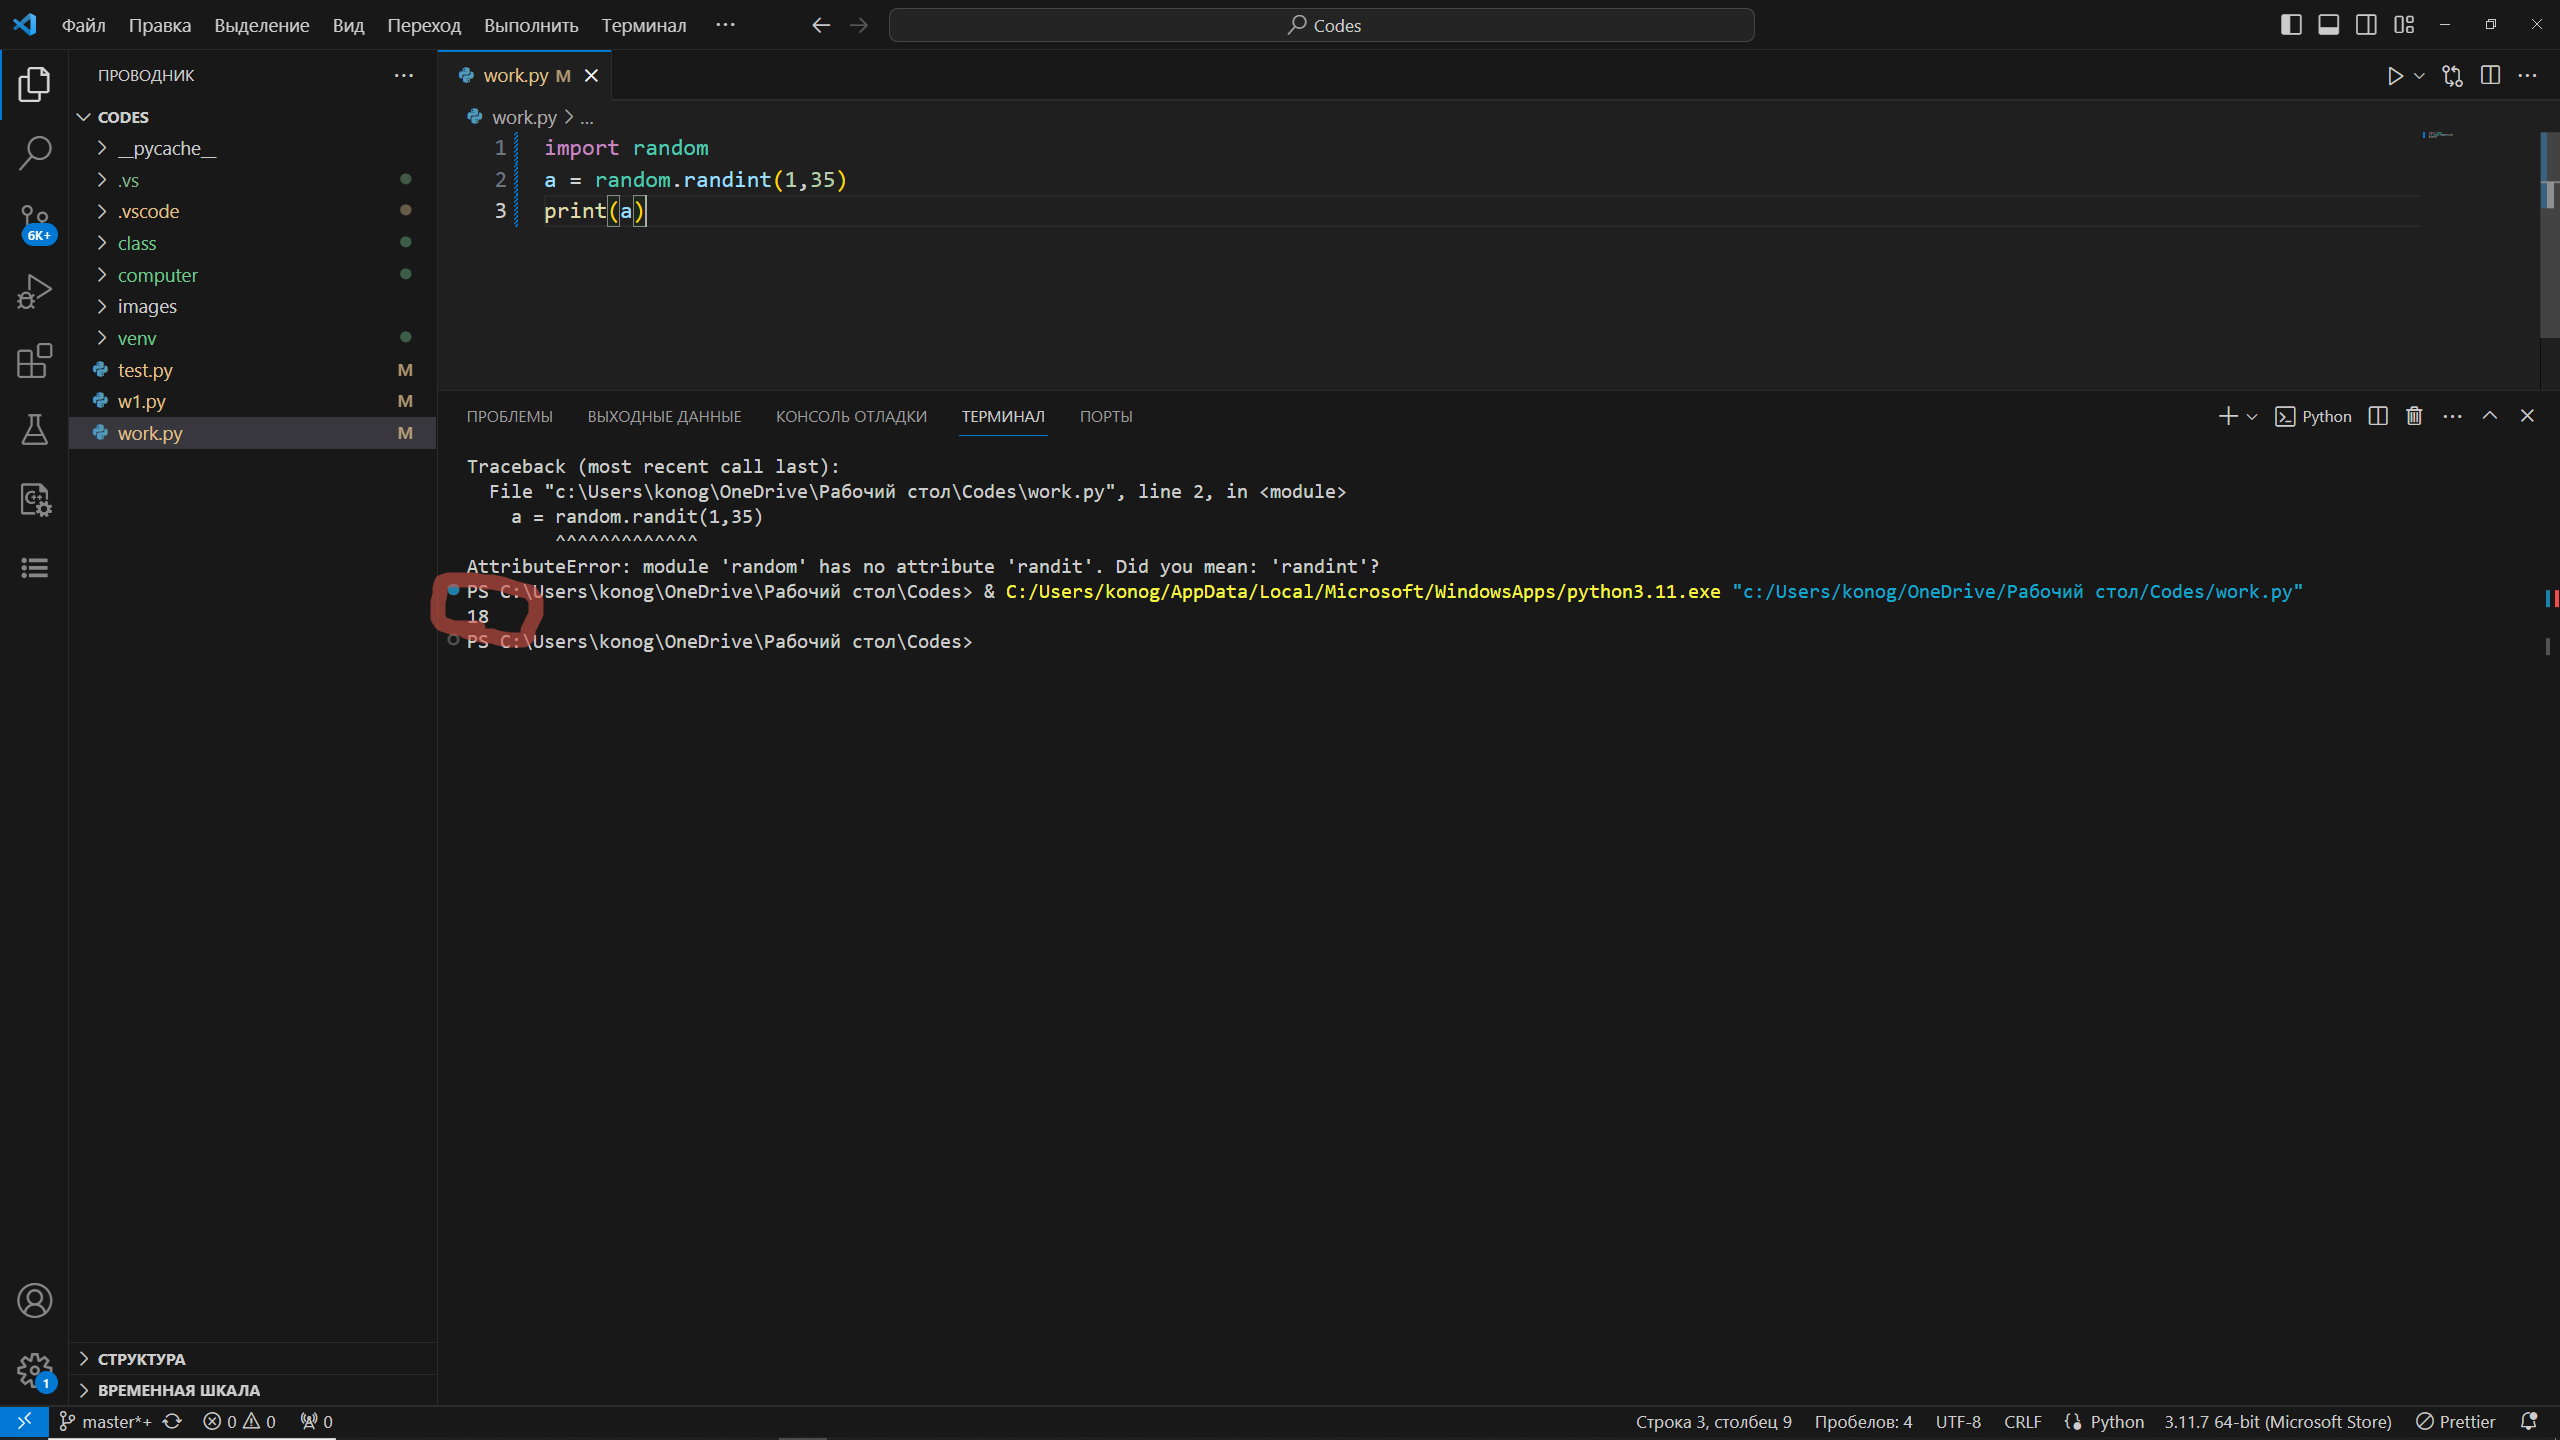 Файл Правка Выделение Вид Переход Выполнить Терминал ··· Codes
ПРОВОДНИК ···
CODES
__pycache__
.vs
.vscode
class
computer
images
venv
test.py M
w1.py M
work.py M
6K+
work.py M
work.py > ...
1 import random
2 a = random.randint(1,35)
3 print(a)
ПРОБЛЕМЫ ВЫХОДНЫЕ ДАННЫЕ КОНСОЛЬ ОТЛАДКИ ТЕРМИНАЛ ПОРТЫ Python
Traceback (most recent call last):
  File "c:\Users\konog\OneDrive\Рабочий стол\Codes\work.py", line 2, in <module>
    a = random.randit(1,35)
        ^^^^^^^^^^^^^
AttributeError: module 'random' has no attribute 'randit'. Did you mean: 'randint'?
PS C:\Users\konog\OneDrive\Рабочий стол\Codes> & C:/Users/konog/AppData/Local/Microsoft/WindowsApps/python3.11.exe "c:/Users/konog/OneDrive/Рабочий стол/Codes/work.py"
18
PS C:\Users\konog\OneDrive\Рабочий стол\Codes>
СТРУКТУРА
ВРЕМЕННАЯ ШКАЛА
1
master*+ 0 0 0 Строка 3, столбец 9 Пробелов: 4 UTF-8 CRLF Python 3.11.7 64-bit (Microsoft Store) Prettier